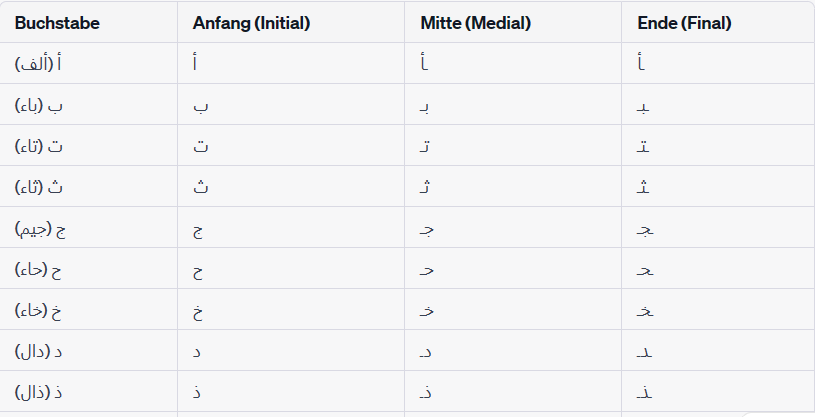 Buchstabe Anfang (Initial) Mitte (Medial) Ende (Final)
أ (ألف) أ ـأ ـأ
ب (باء) ب بـ ـبـ
ت (تاء) ت تـ ـتـ
ث (ثاء) ث ثـ ـثـ
ج (جيم) ج جـ ـجـ
ح (حاء) ح حـ ـحـ
خ (خاء) خ خـ ـخـ
د (دال) د دـ ـدـ
ذ (ذال) ذ ذـ ـذـ